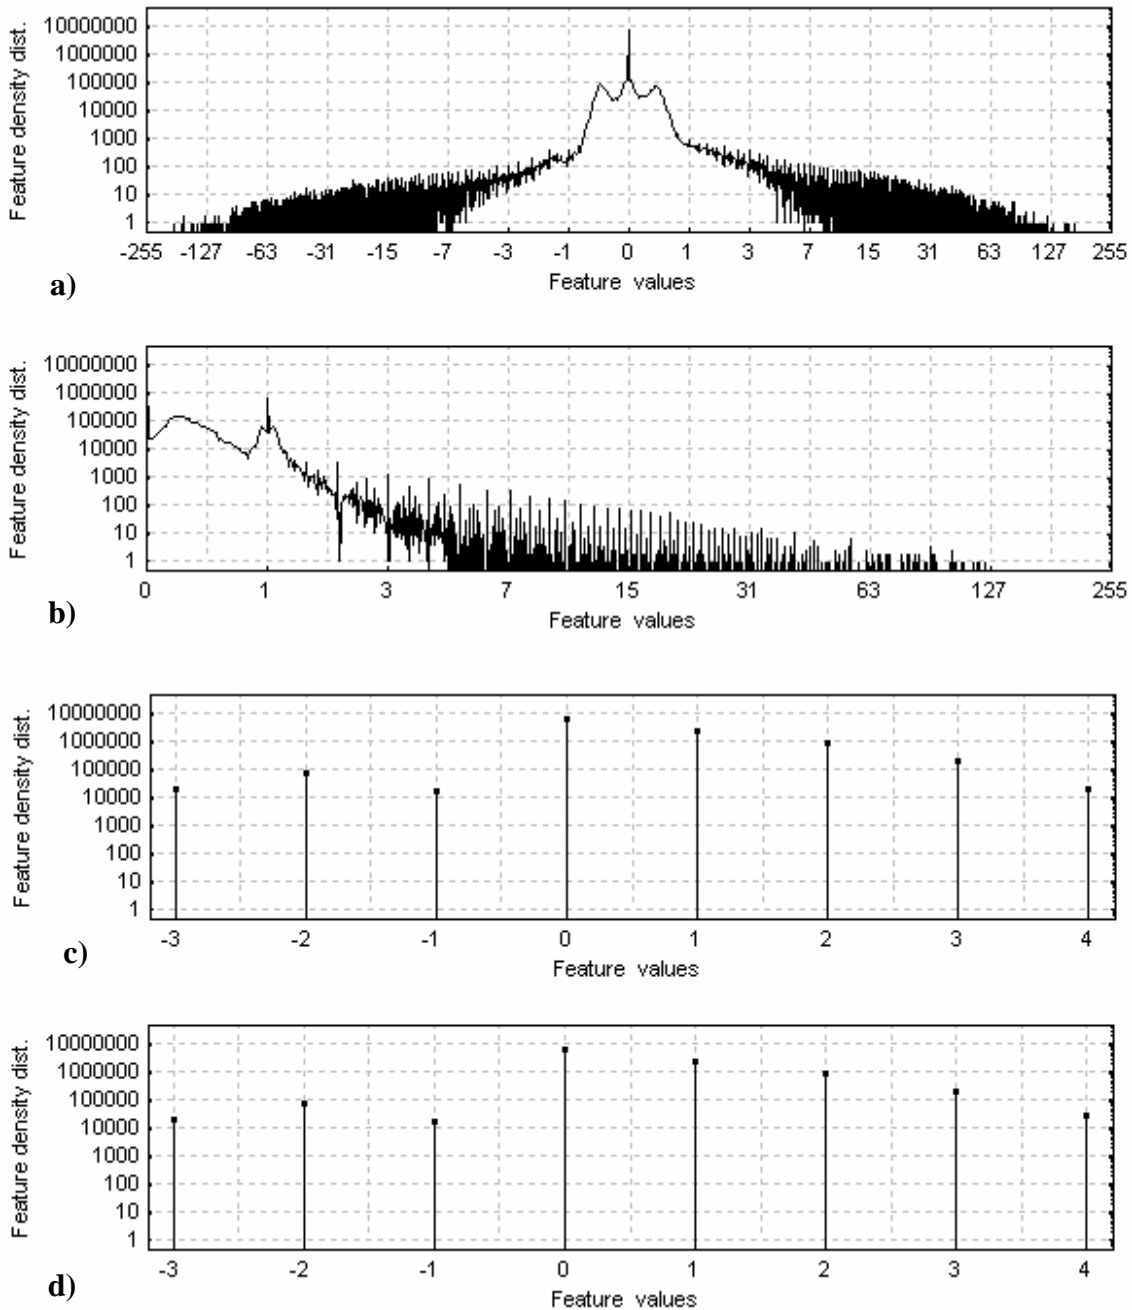 Feature density dist.
10000000
1000000
100000
10000
1000
100
10
1
-255 -127 -63 -31 -15 -7 -3 -1 0 1 3 7 15 31 63 127 255
Feature values
a)
Feature density dist.
10000000
1000000
100000
10000
1000
100
10
1
0 1 3 7 15 31 63 127 255
Feature values
b)
Feature density dist.
10000000
1000000
100000
10000
1000
100
10
1
-3 -2 -1 0 1 2 3 4
Feature values
c)
Feature density dist.
10000000
1000000
100000
10000
1000
100
10
1
-3 -2 -1 0 1 2 3 4
Feature values
d)